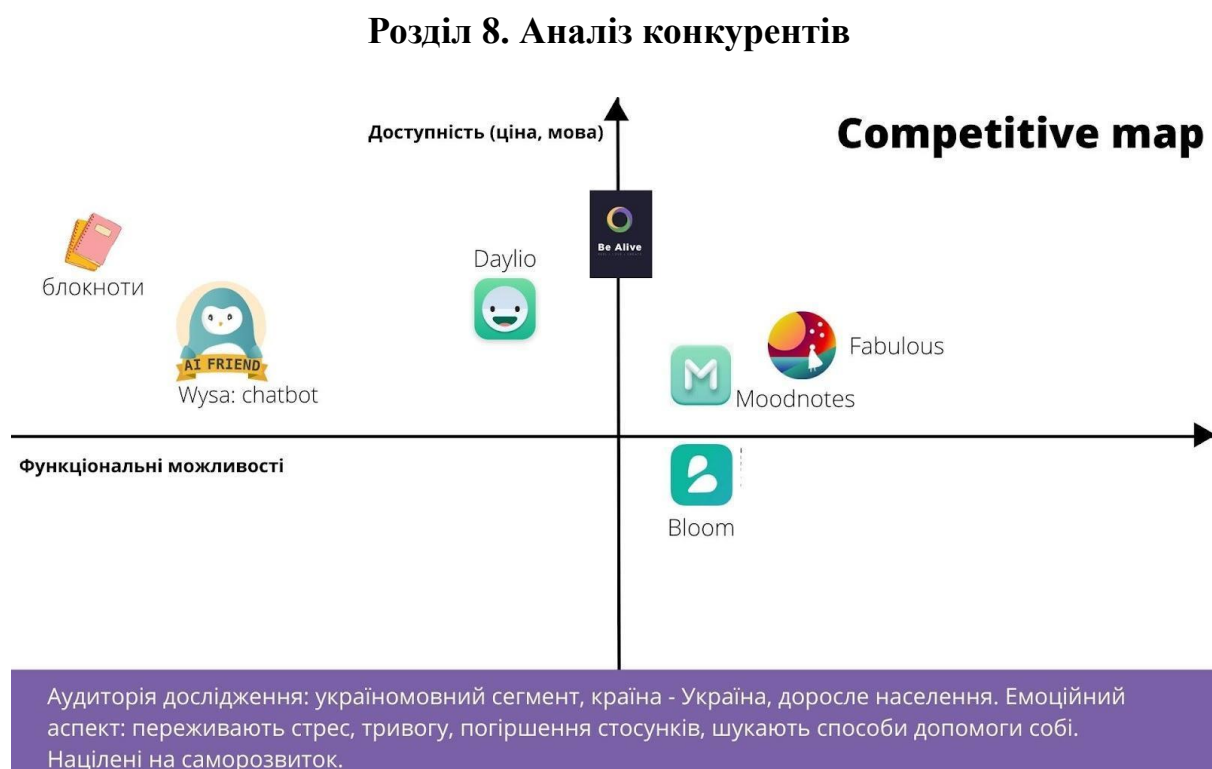 Розділ 8. Аналіз конкурентів
Доступність (ціна, мова)
Competitive map
Be Alive
Daylio
блокноти
AI FRIEND
Wysa: chatbot
Fabulous
M
Moodnotes
Функціональні можливості
Bloom
Аудиторія дослідження: україномовний сегмент, країна - Україна, доросле населення. Емоційний
аспект: переживають стрес, тривогу, погіршення стосунків, шукають способи допомоги собі.
Націлені на саморозвиток.